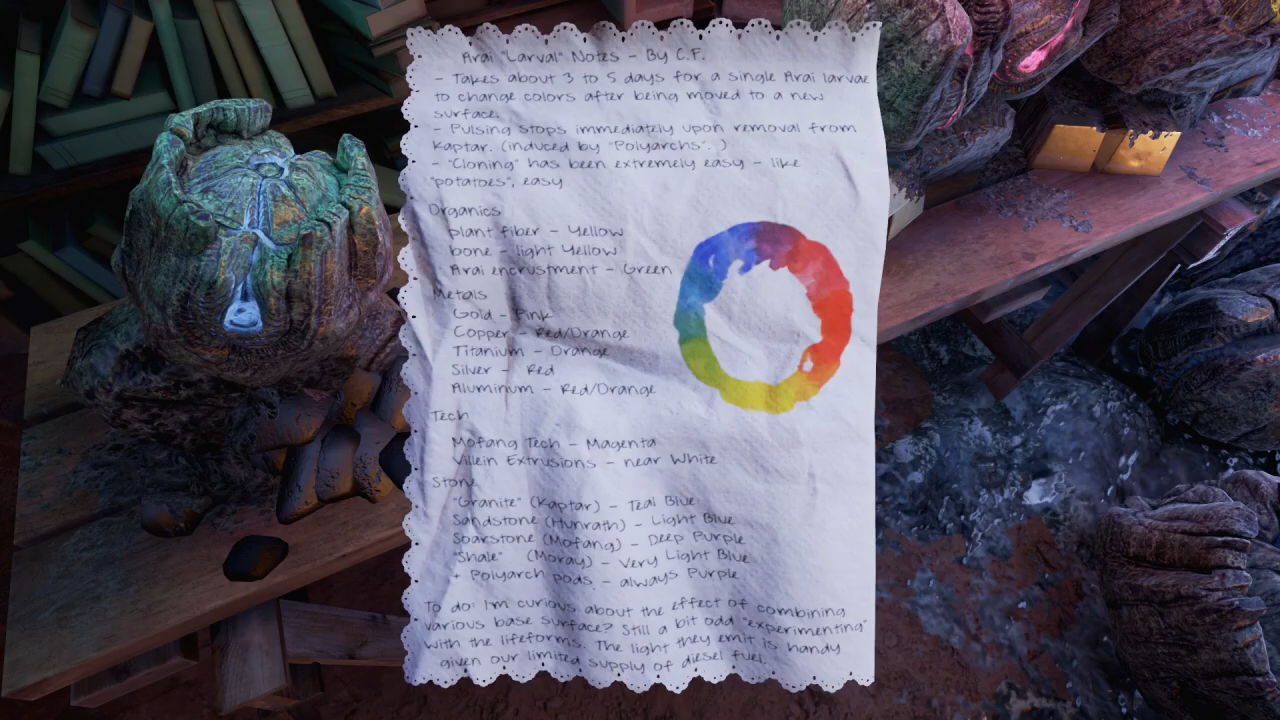 Arai "Larval" Notes - By C.F.
- Takes about 3 to 5 days for a single Arai larvae
to change colors after being moved to a new
surface.
- Pulsing stops immediately upon removal from
Kaptar. (induced by "Polyarchs". )
- "Cloning" has been extremely easy - like
"potatoes", easy
Organics
plant fiber - Yellow
bone - light Yellow
Arai encrustment - Green
Metals
Gold - Pink
Copper - Red/Orange
Titanium - Orange
Silver - Red
Aluminum - Red/Orange
Tech
Mofang Tech - Magenta
Villein Extrusions - near White
Stone
"Granite" (Kaptar) - Teal Blue
Sandstone (Hunrath) - Light Blue
Soarstone (Mofang) - Deep Purple
"Shale" (Moray) - Very Light Blue
+ Polyarch pods - always Purple
To do: I'm curious about the effect of combining
various base surface? Still a bit odd "experimenting"
with the lifeforms. The light they emit is handy
given our limited supply of diesel fuel.